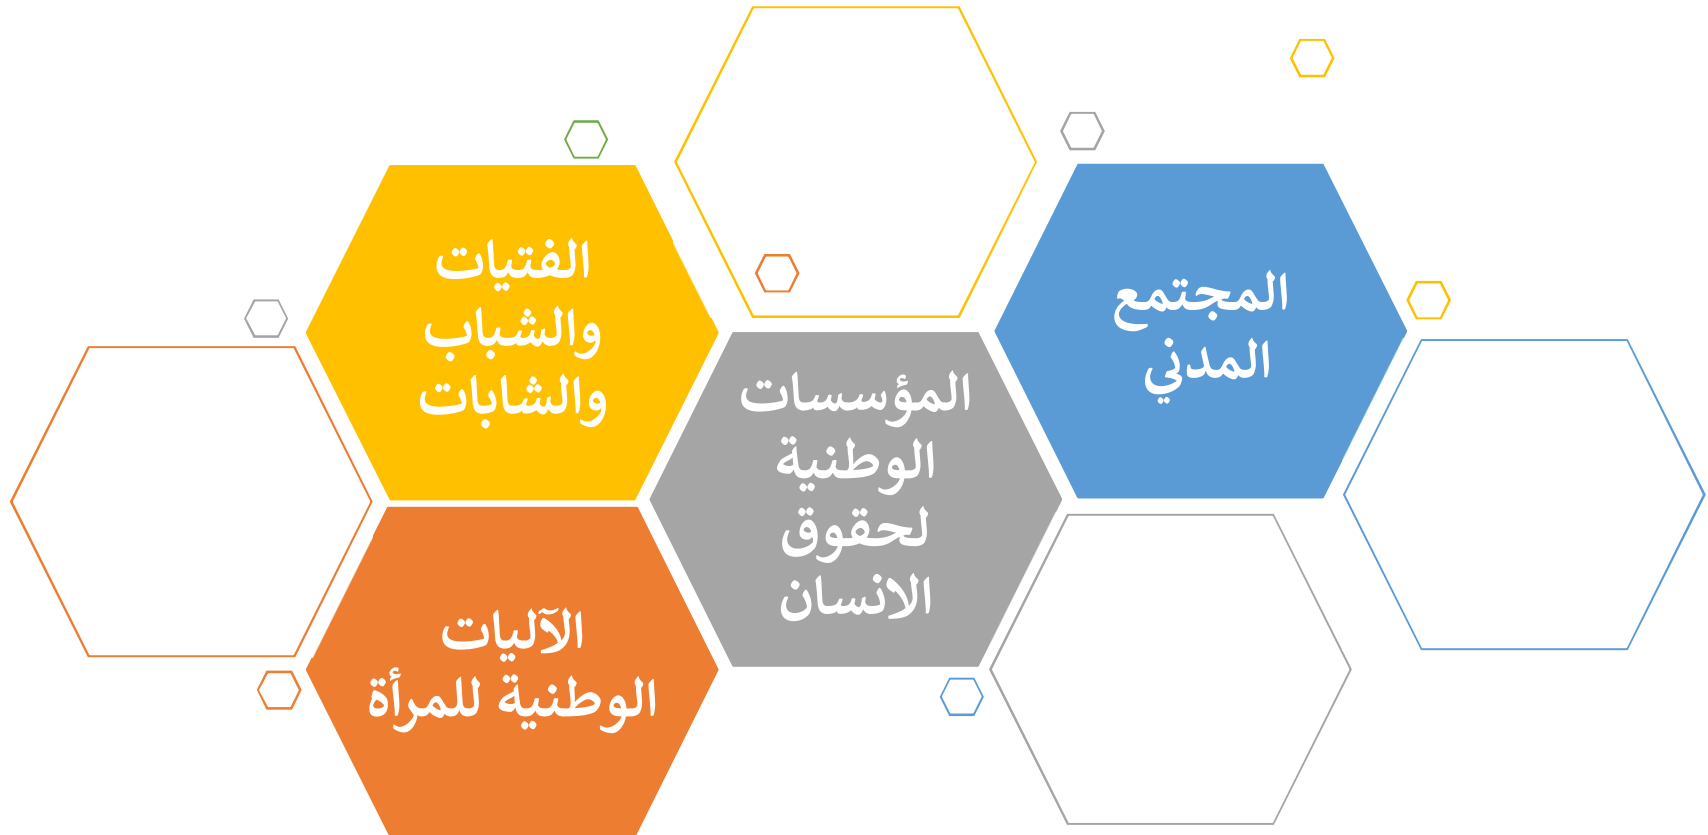 المجتمع
المدني
المؤسسات
الوطنية
لحقوق
الانسان
الفتيات
والشباب
والشابات
الآليات
الوطنية للمرأة